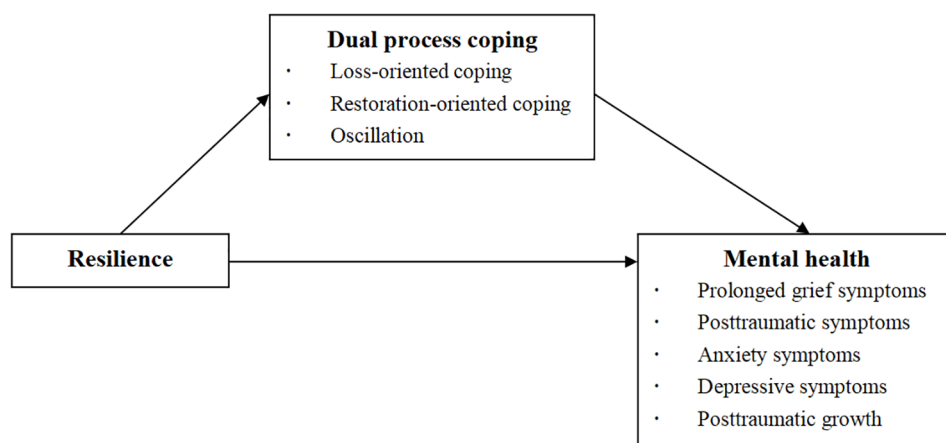 Dual process coping
· Loss-oriented coping
· Restoration-oriented coping
· Oscillation
Resilience
Mental health
· Prolonged grief symptoms
· Posttraumatic symptoms
· Anxiety symptoms
· Depressive symptoms
· Posttraumatic growth